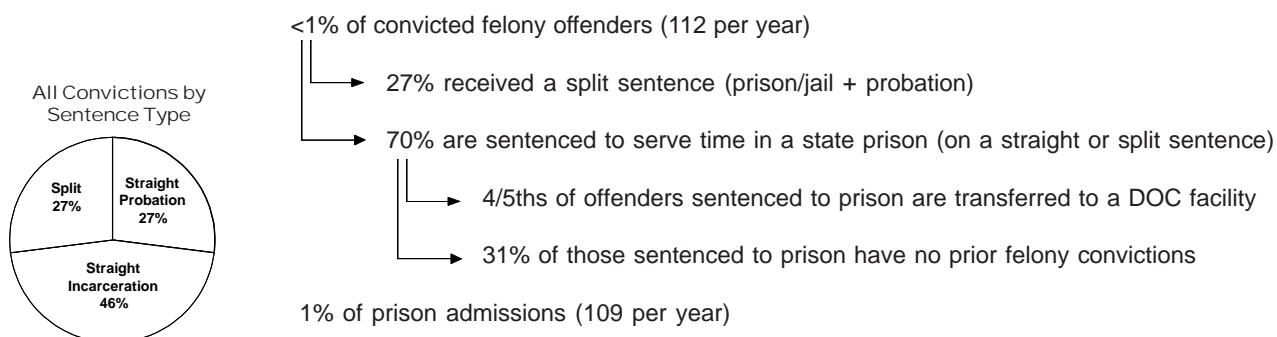 <1% of convicted felony offenders (112 per year)
27% received a split sentence (prison/jail + probation)
70% are sentenced to serve time in a state prison (on a straight or split sentence)
4/5ths of offenders sentenced to prison are transferred to a DOC facility
31% of those sentenced to prison have no prior felony convictions
1% of prison admissions (109 per year)
All Convictions by
Sentence Type
Split
27%
Straight
Probation
27%
Straight
Incarceration
46%